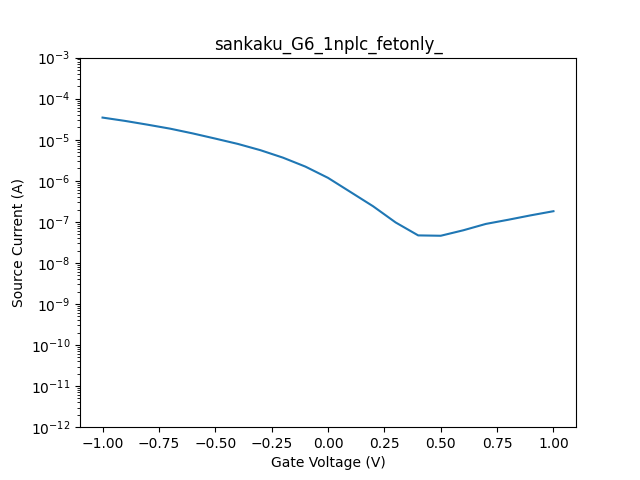 sankaku_G6_1nplc_fetonly_
Source Current (A)
10⁻³
10⁻⁴
10⁻⁵
10⁻⁶
10⁻⁷
10⁻⁸
10⁻⁹
10⁻¹⁰
10⁻¹¹
10⁻¹²
−1.00 −0.75 −0.50 −0.25 0.00 0.25 0.50 0.75 1.00
Gate Voltage (V)